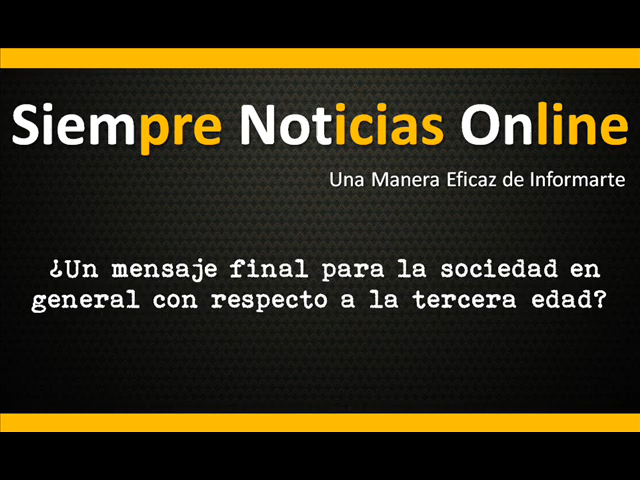 Siempre Noticias Online
Una Manera Eficaz de Informarte
¿Un mensaje final para la sociedad en
general con respecto a la tercera edad?